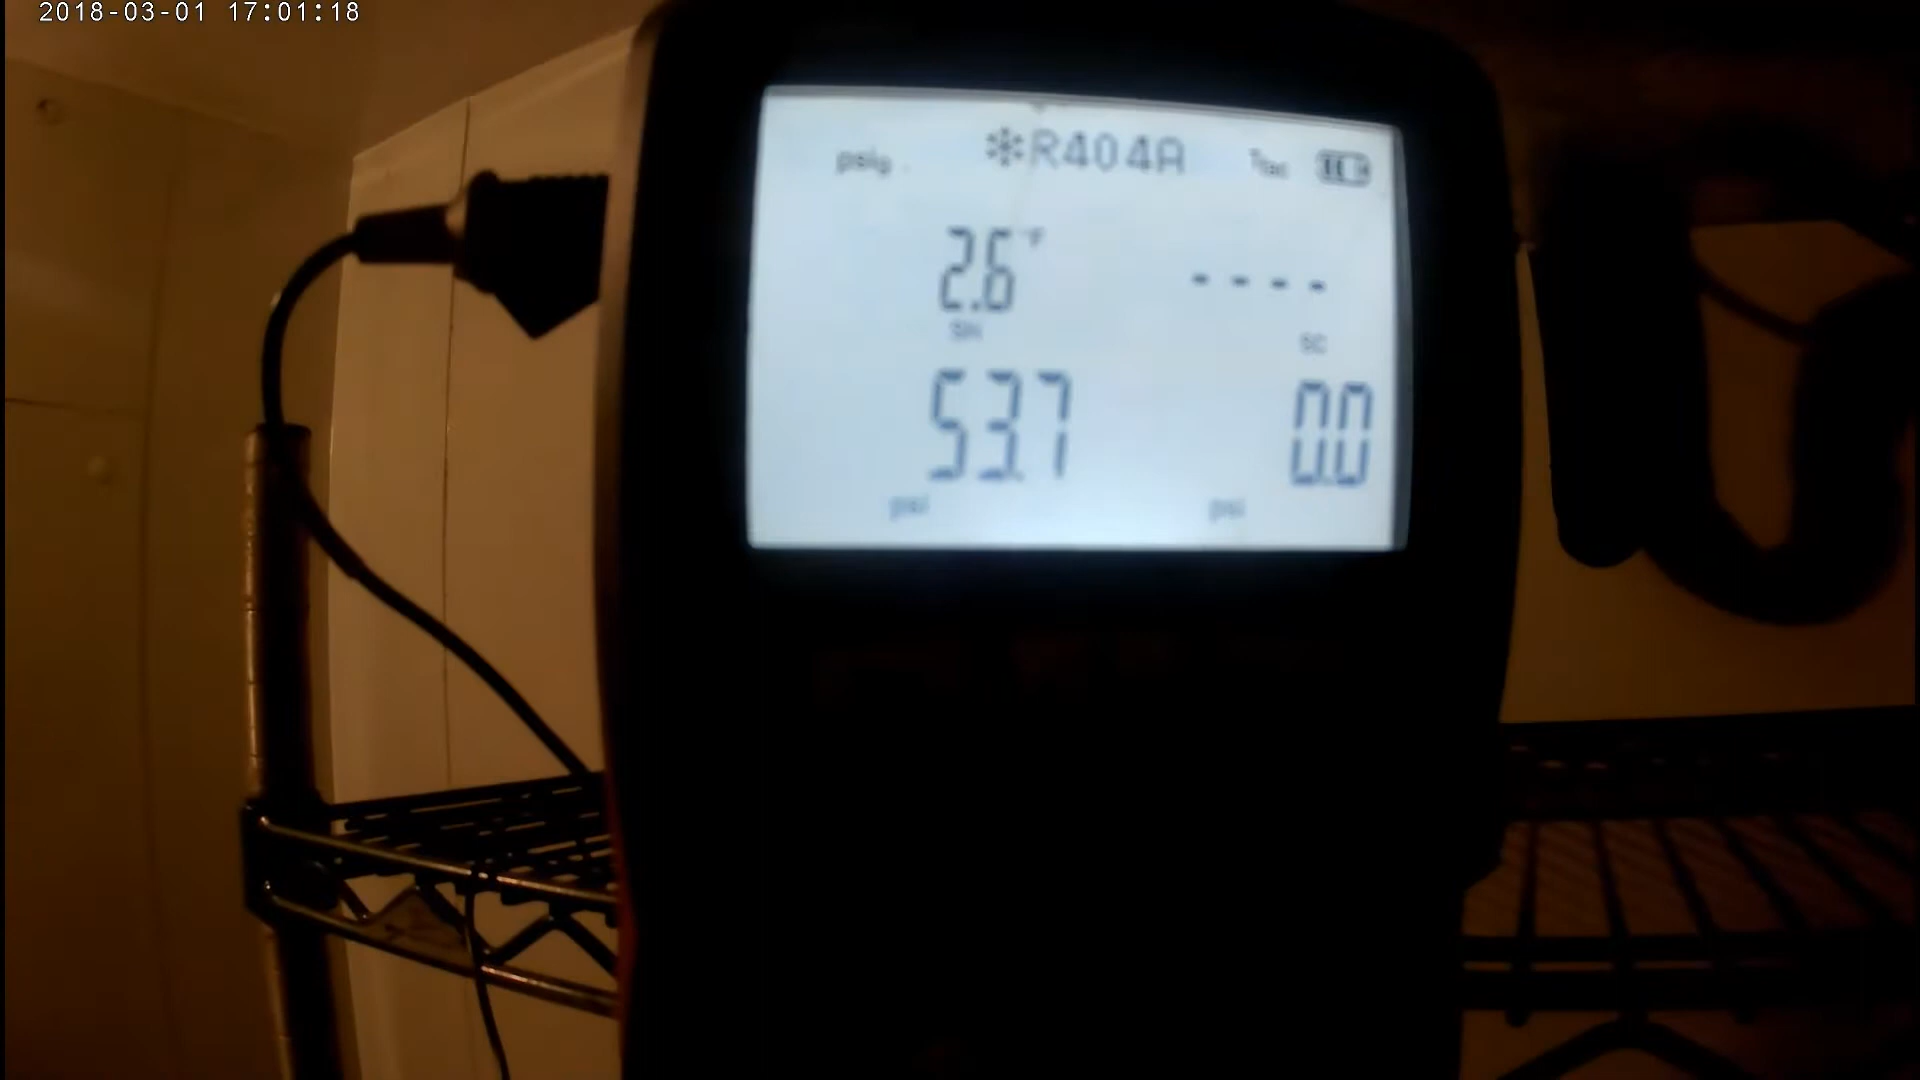 2018-03-01 17:01:18
psig R404A
2.6 °F - - - -
SH SC
53.7 0.0
psi psi